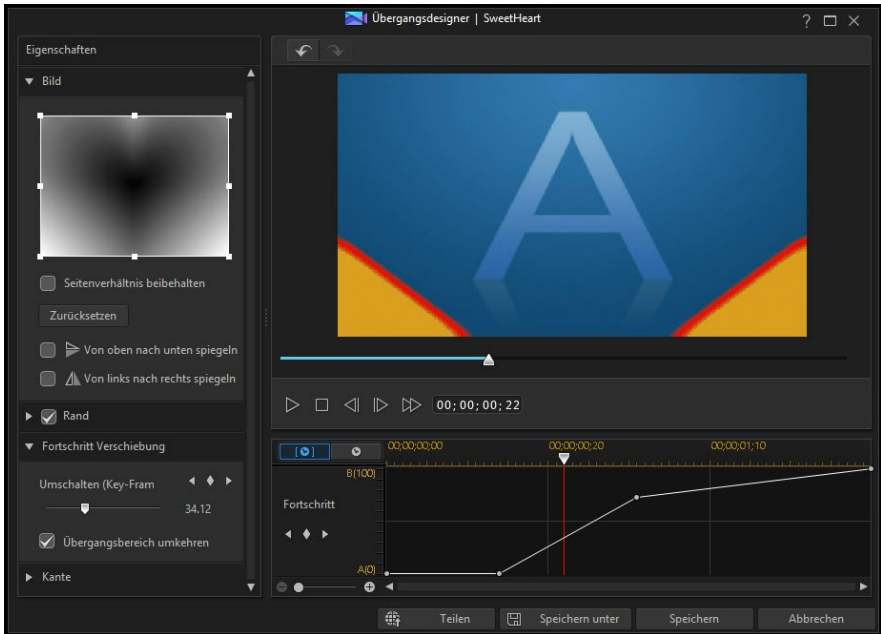 Übergangsdesigner | SweetHeart
?
Eigenschaften
Bild
Seitenverhältnis beibehalten
Zurücksetzen
Von oben nach unten spiegeln
Von links nach rechts spiegeln
Rand
Fortschritt Verschiebung
Umschalten (Key-Fram
34.12
Übergangsbereich umkehren
Kante
A
00; 00; 00; 22
00;00;00;00
00;00;00;20
00;00;01;10
B(100)
Fortschritt
A(0)
Teilen
Speichern unter
Speichern
Abbrechen